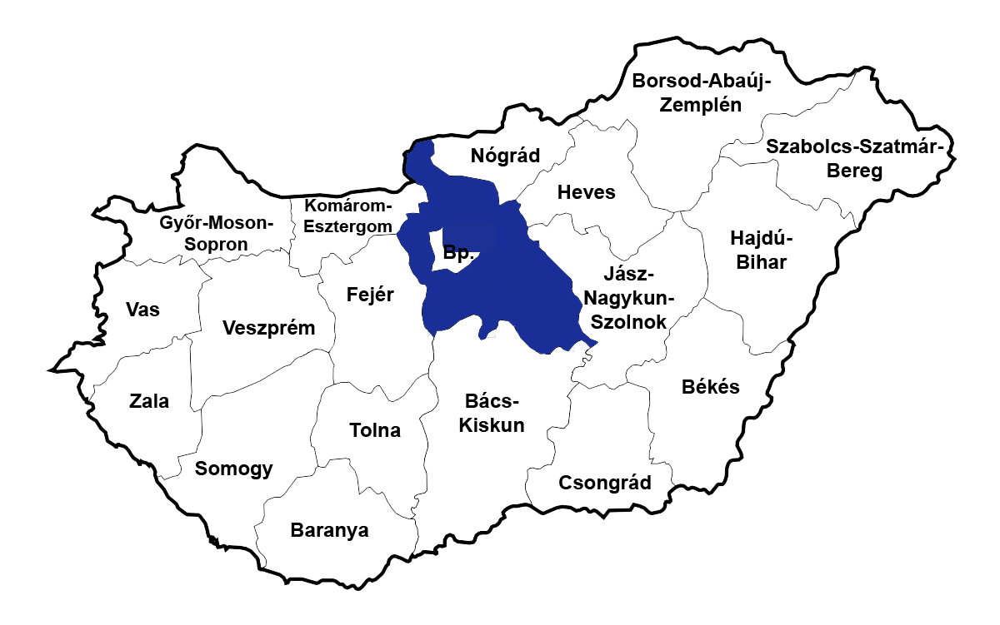 Borsod-Abaúj-
Zemplén
Szabolcs-Szatmár-
Bereg
Nógrád
Heves
Komárom-
Esztergom
Győr-Moson-
Sopron
Hajdú-
Bihar
Bp.
Jász-
Nagykun-
Szolnok
Fejér
Vas
Veszprém
Békés
Zala
Bács-
Kiskun
Tolna
Somogy
Csongrád
Baranya